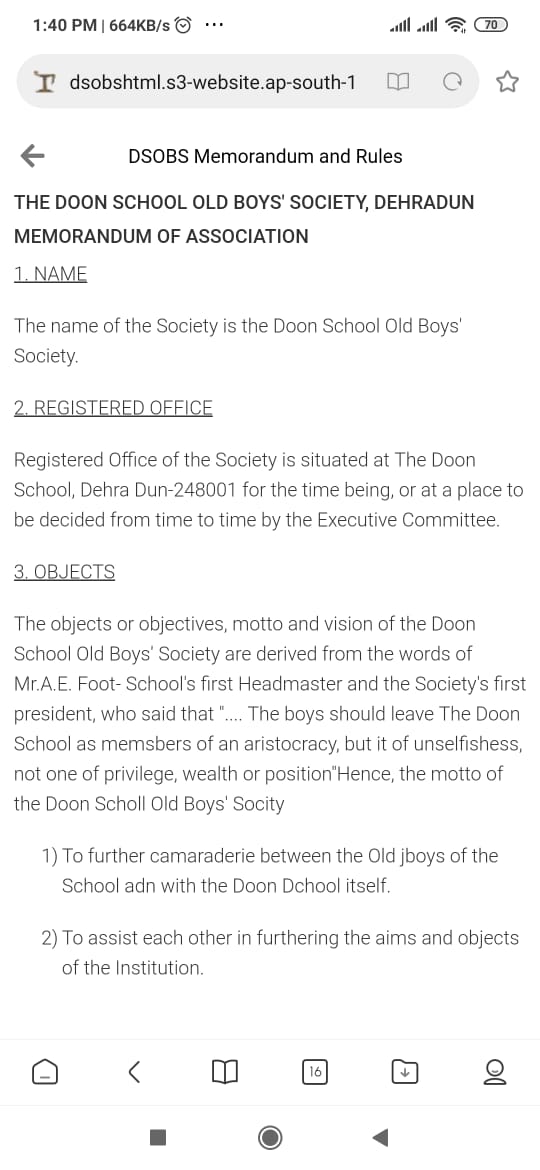 1:40 PM | 664KB/s ...
70
dsobshtml.s3-website.ap-south-1
DSOBS Memorandum and Rules
THE DOON SCHOOL OLD BOYS' SOCIETY, DEHRADUN
MEMORANDUM OF ASSOCIATION
1. NAME
The name of the Society is the Doon School Old Boys'
Society.
2. REGISTERED OFFICE
Registered Office of the Society is situated at The Doon
School, Dehra Dun-248001 for the time being, or at a place to
be decided from time to time by the Executive Committee.
3. OBJECTS
The objects or objectives, motto and vision of the Doon
School Old Boys' Society are derived from the words of
Mr.A.E. Foot- School's first Headmaster and the Society's first
president, who said that ".... The boys should leave The Doon
School as memsbers of an aristocracy, but it of unselfishess,
not one of privilege, wealth or position"Hence, the motto of
the Doon Scholl Old Boys' Socity
1) To further camaraderie between the Old jboys of the
School adn with the Doon Dchool itself.
2) To assist each other in furthering the aims and objects
of the Institution.
16